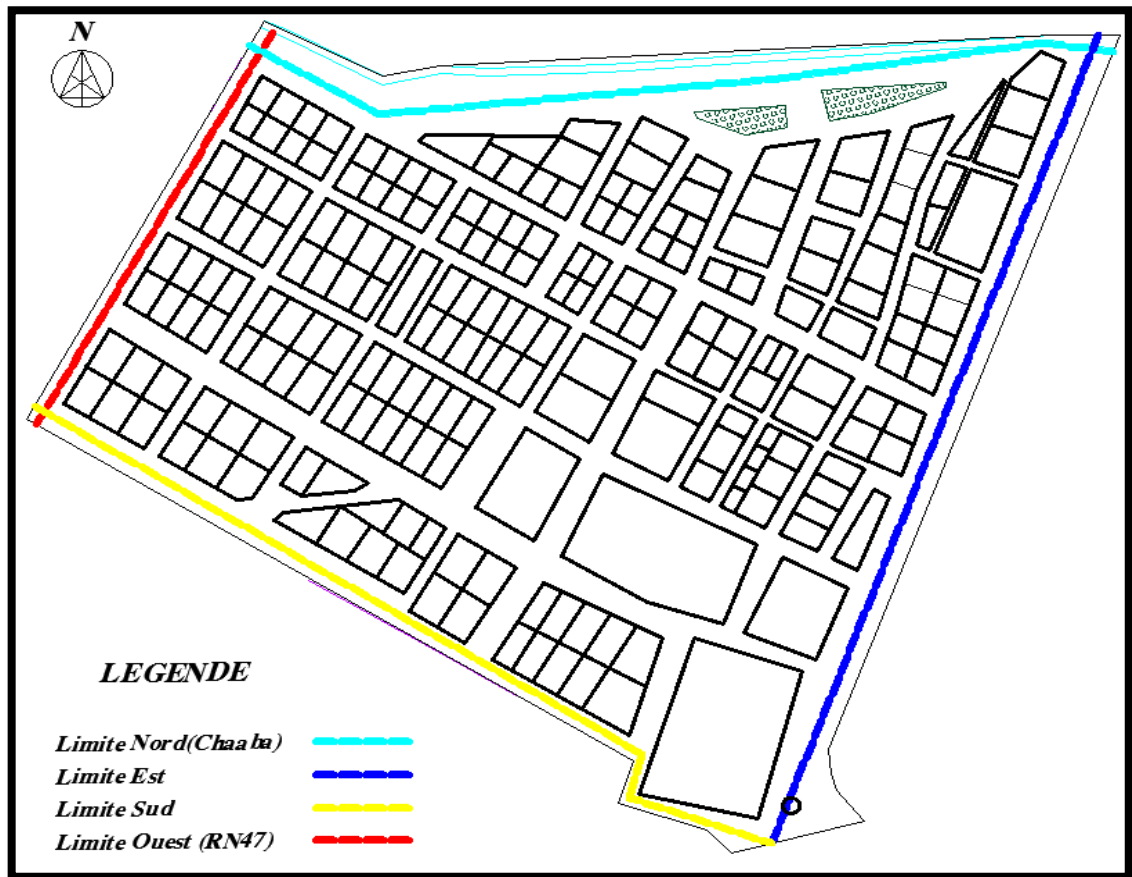 N
LEGENDE
Limite Nord(Chaaba)
Limite Est
Limite Sud
Limite Ouest (RN47)